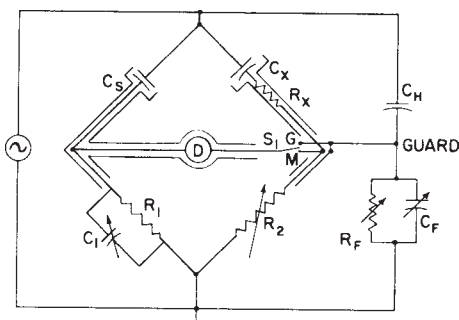 C_S
C_X
R_X
C_H
D
S_1
G
M
GUARD
R_1
C_1
R_2
R_F
C_F